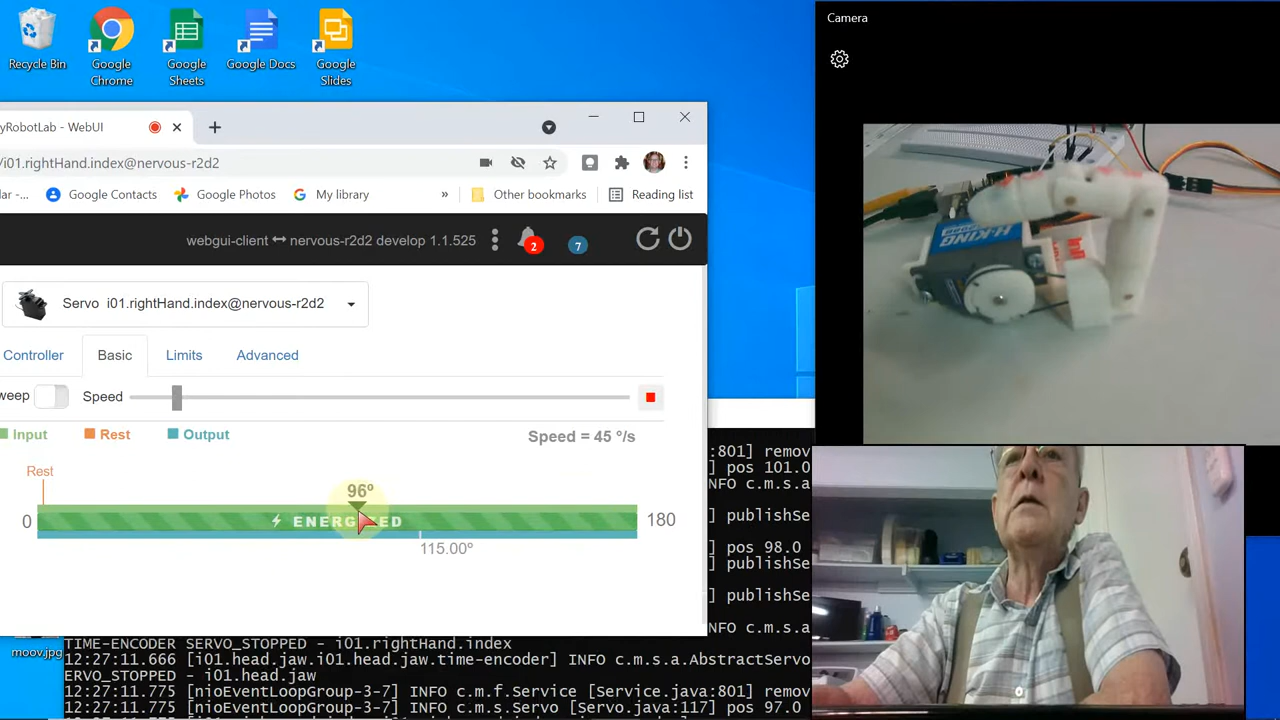 Recycle Bin
Google Chrome
Google Sheets
Google Docs
Google Slides
Camera
yRobotLab - WebUI
/i01.rightHand.index@nervous-r2d2
lar -
Google Contacts
Google Photos
My library
»
Other bookmarks
Reading list
webgui-client ⟷ nervous-r2d2 develop 1.1.525
2
7
Servo i01.rightHand.index@nervous-r2d2
Controller
Basic
Limits
Advanced
weep
Speed
Input
Rest
Output
Speed = 45 °/s
Rest
96º
0
180
115.00º
H-KING
:801] remov
] pos 101.0
NFO c.m.s.a
] publishSe
] pos 98.0
] publishSe
] publishSe
NFO c.m.s.a
moov.jpg
TIME-ENCODER SERVO_STOPPED - i01.rightHand.index
12:27:11.666 [i01.head.jaw.i01.head.jaw.time-encoder] INFO c.m.s.a.AbstractServo
ERVO_STOPPED - i01.head.jaw
12:27:11.775 [nioEventLoopGroup-3-7] INFO c.m.f.Service [Service.java:801] remov
12:27:11.775 [nioEventLoopGroup-3-7] INFO c.m.s.Servo [Servo.java:117] pos 97.0